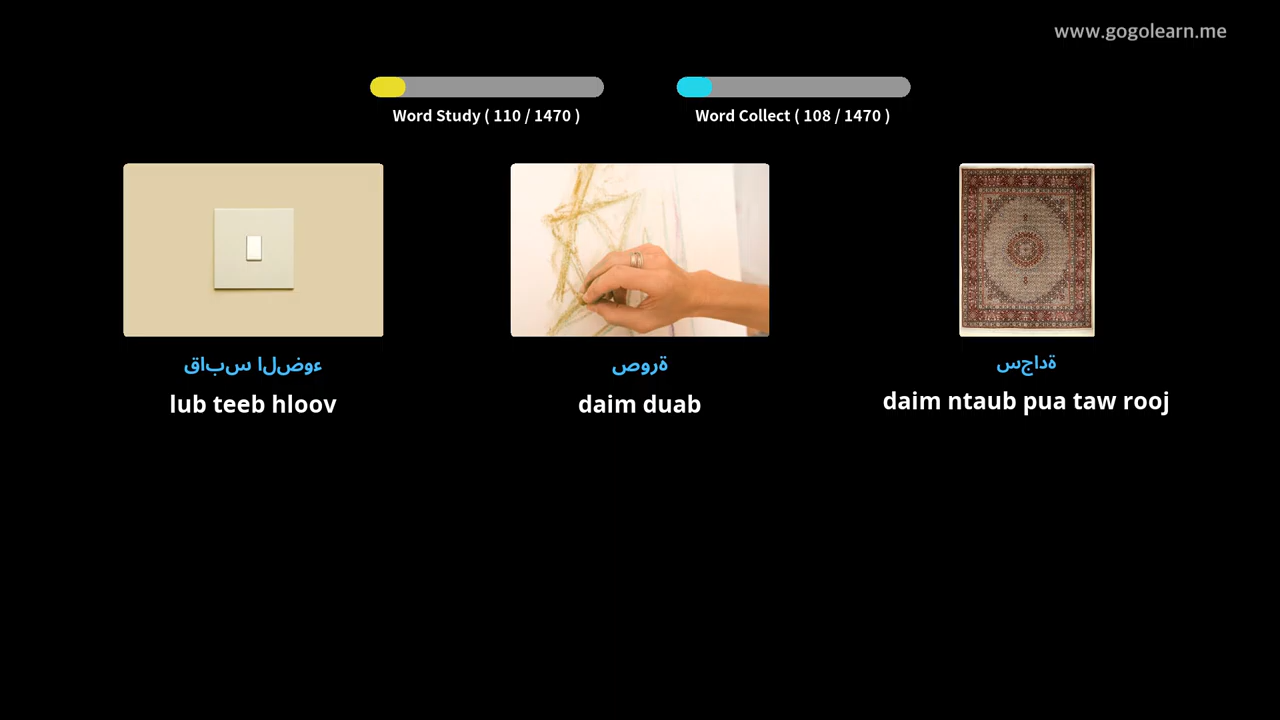 www.gogolearn.me
Word Study ( 110 / 1470 )
Word Collect ( 108 / 1470 )
ءوضلا سباق
ةروص
ةداجس
lub teeb hloov
daim duab
daim ntaub pua taw rooj